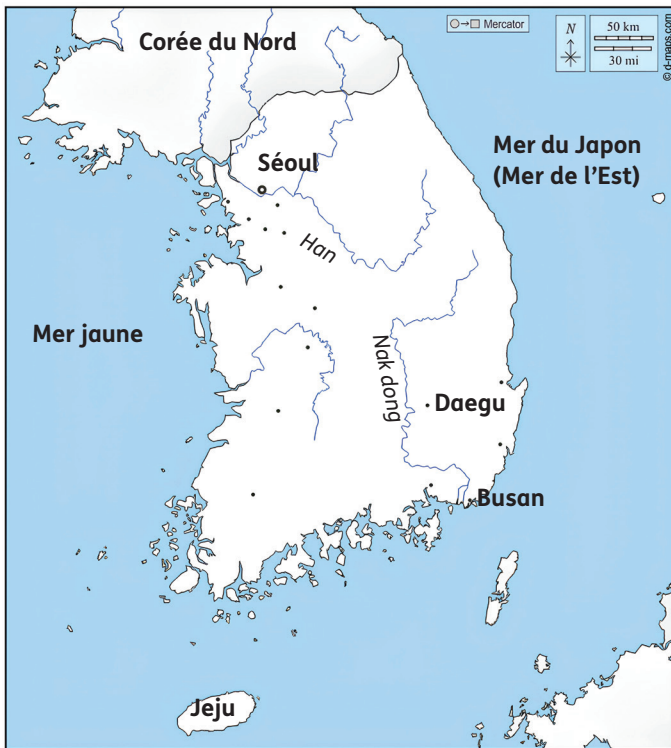 Corée du Nord
Mercator
N
50 km
30 mi
© d-maps.com
Séoul
Mer du Japon
(Mer de l’Est)
Han
Mer jaune
Nak dong
Daegu
Busan
Jeju